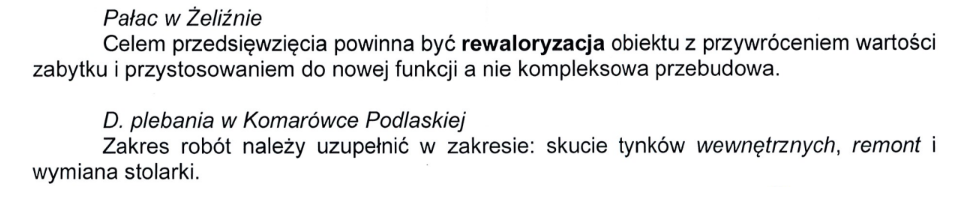 Pałac w Żeliźnie
Celem przedsięwzięcia powinna być rewaloryzacja obiektu z przywróceniem wartości
zabytku i przystosowaniem do nowej funkcji a nie kompleksowa przebudowa.
D. plebania w Komarówce Podlaskiej
Zakres robót należy uzupełnić w zakresie: skucie tynków wewnętrznych, remont i
wymiana stolarki.